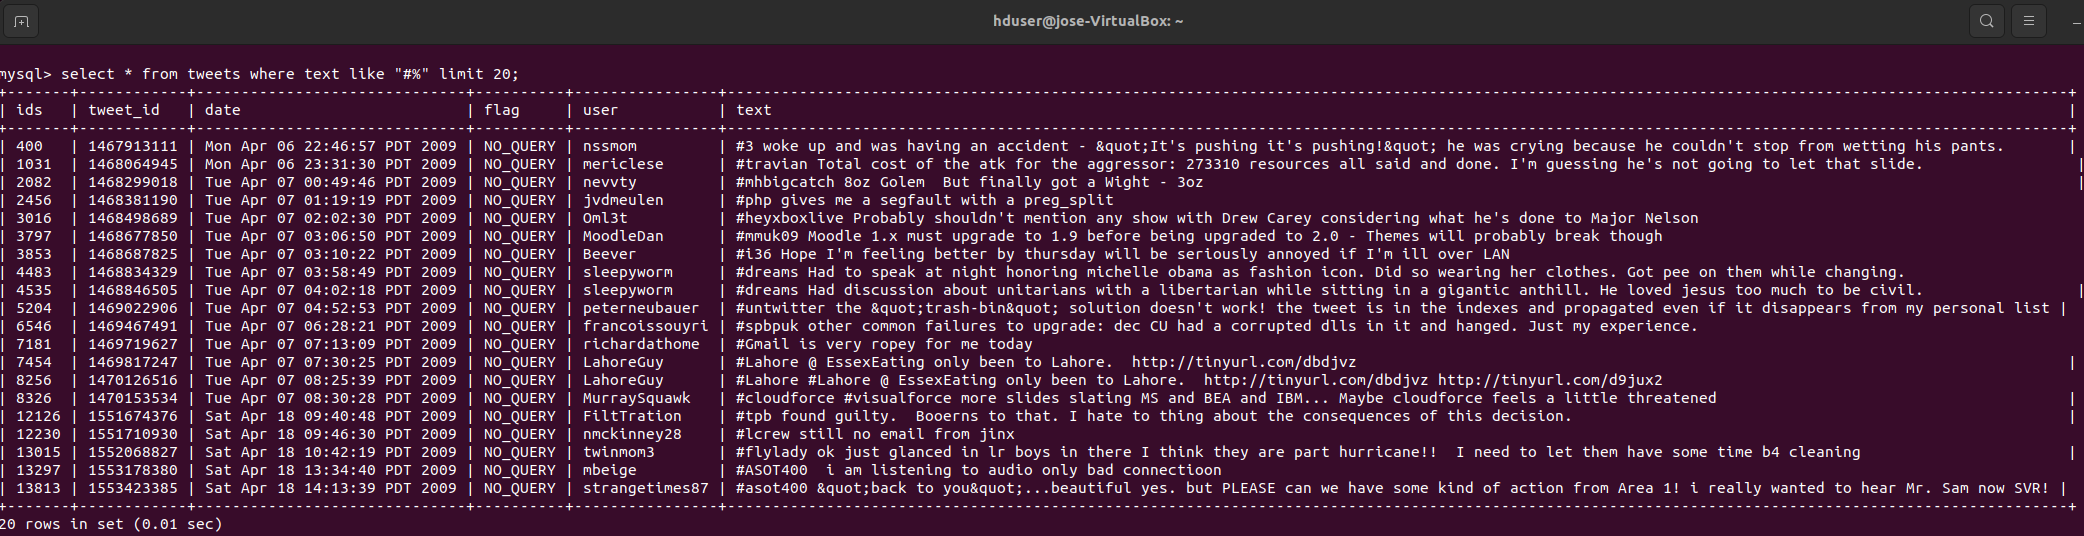 hduser@jose-VirtualBox: ~
mysql> select * from tweets where text like "#%" limit 20;
+-------+------------+------------------------------+----------+----------------+-----------------------------------------------------------------------------------------------------------------------------------------------------+
| ids   | tweet_id   | date                         | flag     | user           | text                                                                                                                                                |
+-------+------------+------------------------------+----------+----------------+-----------------------------------------------------------------------------------------------------------------------------------------------------+
| 400   | 1467913111 | Mon Apr 06 22:46:57 PDT 2009 | NO_QUERY | nssmom         | #3 woke up and was having an accident - &quot;It's pushing it's pushing!&quot; he was crying because he couldn't stop from wetting his pants.       |
| 1031  | 1468064945 | Mon Apr 06 23:31:30 PDT 2009 | NO_QUERY | mericlese      | #travian Total cost of the atk for the aggressor: 273310 resources all said and done. I'm guessing he's not going to let that slide.                 |
| 2082  | 1468299018 | Tue Apr 07 00:49:46 PDT 2009 | NO_QUERY | nevvty         | #mhbigcatch 8oz Golem  But finally got a Wight - 3oz                                                                                                 |
| 2456  | 1468381190 | Tue Apr 07 01:19:19 PDT 2009 | NO_QUERY | jvdmeulen      | #php gives me a segfault with a preg_split
| 3016  | 1468498689 | Tue Apr 07 02:02:30 PDT 2009 | NO_QUERY | Oml3t          | #heyxboxlive Probably shouldn't mention any show with Drew Carey considering what he's done to Major Nelson
| 3797  | 1468677850 | Tue Apr 07 03:06:50 PDT 2009 | NO_QUERY | MoodleDan      | #mmuk09 Moodle 1.x must upgrade to 1.9 before being upgraded to 2.0 - Themes will probably break though
| 3853  | 1468687825 | Tue Apr 07 03:10:22 PDT 2009 | NO_QUERY | Beever         | #i36 Hope I'm feeling better by thursday will be seriously annoyed if I'm ill over LAN
| 4483  | 1468834329 | Tue Apr 07 03:58:49 PDT 2009 | NO_QUERY | sleepyworm     | #dreams Had to speak at night honoring michelle obama as fashion icon. Did so wearing her clothes. Got pee on them while changing.
| 4535  | 1468846505 | Tue Apr 07 04:02:18 PDT 2009 | NO_QUERY | sleepyworm     | #dreams Had discussion about unitarians with a libertarian while sitting in a gigantic anthill. He loved jesus too much to be civil.                 |
| 5204  | 1469022906 | Tue Apr 07 04:52:53 PDT 2009 | NO_QUERY | peterneubauer  | #untwitter the &quot;trash-bin&quot; solution doesn't work! the tweet is in the indexes and propagated even if it disappears from my personal list |
| 6546  | 1469467491 | Tue Apr 07 06:28:21 PDT 2009 | NO_QUERY | francoissouyri | #spbpuk other common failures to upgrade: dec CU had a corrupted dlls in it and hanged. Just my experience.
| 7181  | 1469719627 | Tue Apr 07 07:13:09 PDT 2009 | NO_QUERY | richardathome  | #Gmail is very ropey for me today
| 7454  | 1469817247 | Tue Apr 07 07:30:25 PDT 2009 | NO_QUERY | LahoreGuy      | #Lahore @ EssexEating only been to Lahore.  http://tinyurl.com/dbdjvz                                                                               |
| 8256  | 1470126516 | Tue Apr 07 08:25:39 PDT 2009 | NO_QUERY | LahoreGuy      | #Lahore #Lahore @ EssexEating only been to Lahore.  http://tinyurl.com/dbdjvz http://tinyurl.com/d9jux2
| 8326  | 1470153534 | Tue Apr 07 08:30:28 PDT 2009 | NO_QUERY | MurraySquawk   | #cloudforce #visualforce more slides slating MS and BEA and IBM... Maybe cloudforce feels a little threatened                                       |
| 12126 | 1551674376 | Sat Apr 18 09:40:48 PDT 2009 | NO_QUERY | FiltTration    | #tpb found guilty.  Booerns to that. I hate to thing about the consequences of this decision.                                                       |
| 12230 | 1551710930 | Sat Apr 18 09:46:30 PDT 2009 | NO_QUERY | nmckinney28    | #lcrew still no email from jinx
| 13015 | 1552068827 | Sat Apr 18 10:42:19 PDT 2009 | NO_QUERY | twinmom3       | #flylady ok just glanced in lr boys in there I think they are part hurricane!!  I need to let them have some time b4 cleaning                       |
| 13297 | 1553178380 | Sat Apr 18 13:34:40 PDT 2009 | NO_QUERY | mbeige         | #ASOT400  i am listening to audio only bad connectioon
| 13813 | 1553423385 | Sat Apr 18 14:13:39 PDT 2009 | NO_QUERY | strangetimes87 | #asot400 &quot;back to you&quot;...beautiful yes. but PLEASE can we have some kind of action from Area 1! i really wanted to hear Mr. Sam now SVR! |
+-------+------------+------------------------------+----------+----------------+-----------------------------------------------------------------------------------------------------------------------------------------------------+
20 rows in set (0.01 sec)